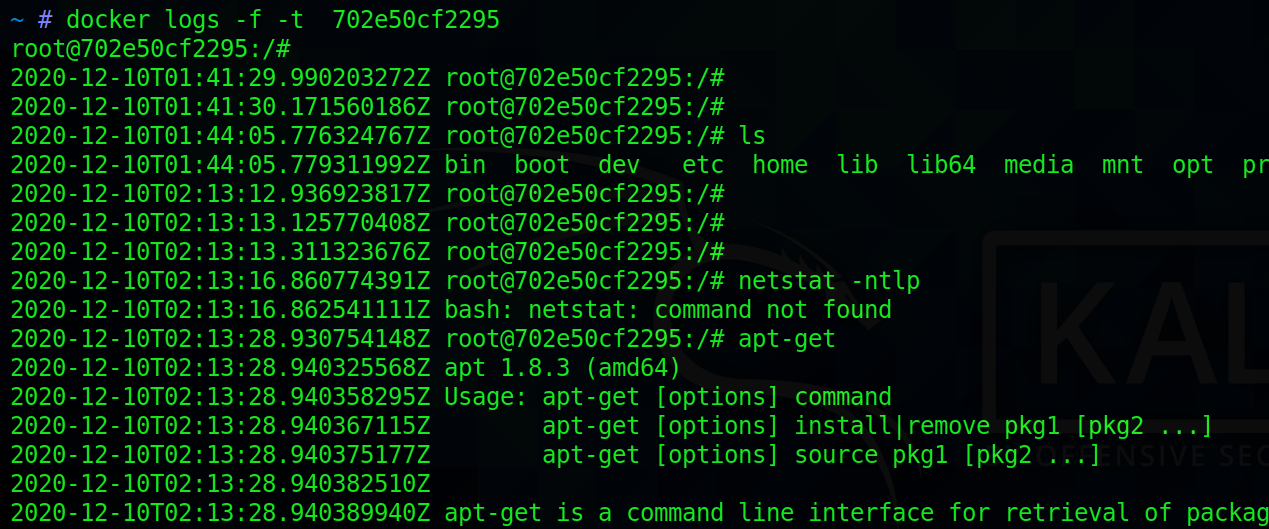 ~ # docker logs -f -t  702e50cf2295
root@702e50cf2295:/#
2020-12-10T01:41:29.990203272Z root@702e50cf2295:/#
2020-12-10T01:41:30.171560186Z root@702e50cf2295:/#
2020-12-10T01:44:05.776324767Z root@702e50cf2295:/# ls
2020-12-10T01:44:05.779311992Z bin  boot  dev   etc  home  lib  lib64  media  mnt  opt  pr
2020-12-10T02:13:12.936923817Z root@702e50cf2295:/#
2020-12-10T02:13:13.125770408Z root@702e50cf2295:/#
2020-12-10T02:13:13.311323676Z root@702e50cf2295:/#
2020-12-10T02:13:16.860774391Z root@702e50cf2295:/# netstat -ntlp
2020-12-10T02:13:16.862541111Z bash: netstat: command not found
2020-12-10T02:13:28.930754148Z root@702e50cf2295:/# apt-get
2020-12-10T02:13:28.940325568Z apt 1.8.3 (amd64)
2020-12-10T02:13:28.940358295Z Usage: apt-get [options] command
2020-12-10T02:13:28.940367115Z        apt-get [options] install|remove pkg1 [pkg2 ...]
2020-12-10T02:13:28.940375177Z        apt-get [options] source pkg1 [pkg2 ...]
2020-12-10T02:13:28.940382510Z
2020-12-10T02:13:28.940389940Z apt-get is a command line interface for retrieval of packag
KAL
OFFENSIVE SEC